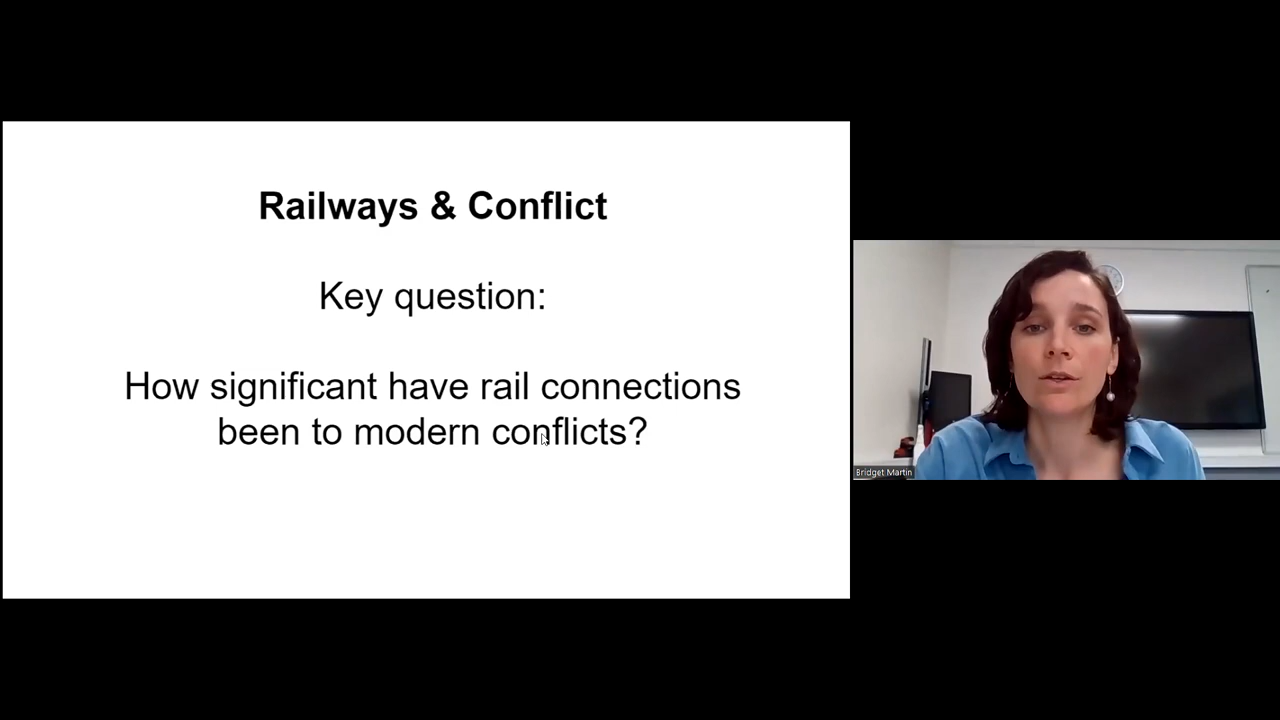 Railways & Conflict
Key question:
How significant have rail connections
been to modern conflicts?
Bridget Martin